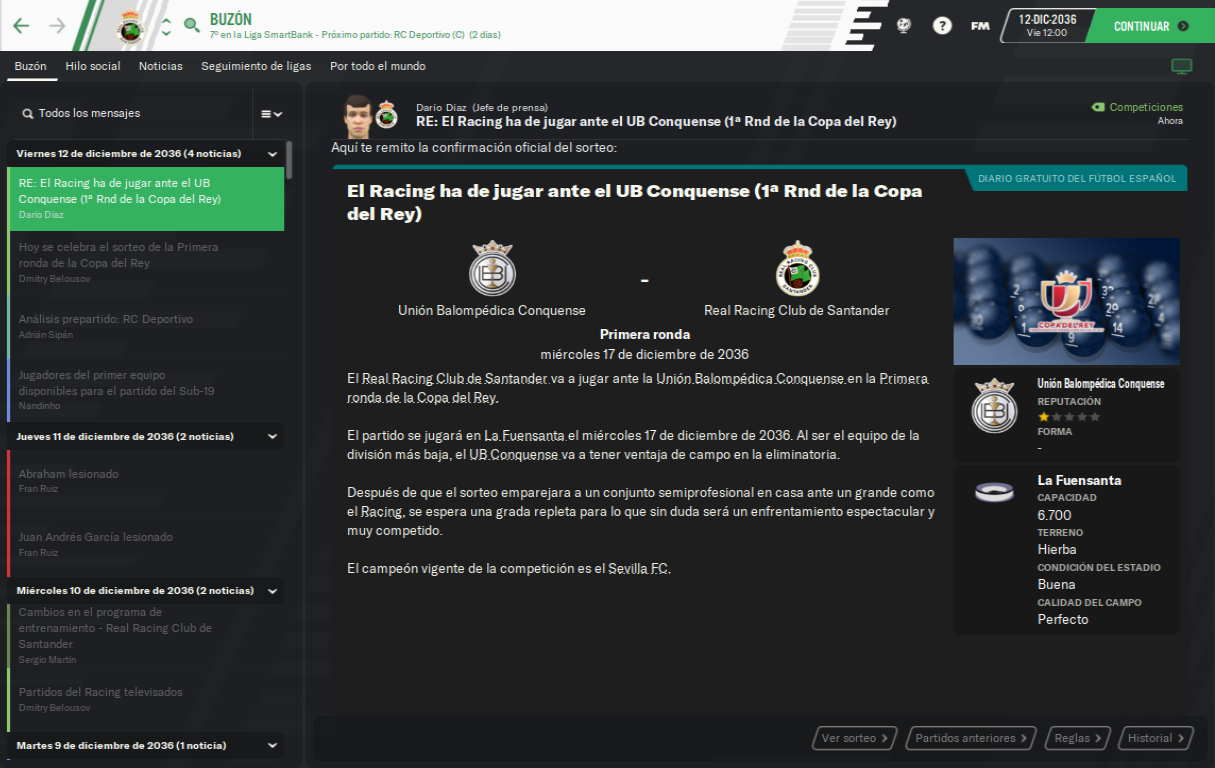 BUZÓN
7º en la Liga SmartBank - Próximo partido: RC Deportivo (C) (2 días)
?
FM
12-DIC-2036
Vie 12:00
CONTINUAR
Buzón
Hilo social
Noticias
Seguimiento de ligas
Por todo el mundo
Todos los mensajes
Viernes 12 de diciembre de 2036 (4 noticias)
RE: El Racing ha de jugar ante el UB
Conquense (1ª Rnd de la Copa del Rey)
Darío Díaz
Hoy se celebra el sorteo de la Primera
ronda de la Copa del Rey
Dmitry Belousov
Análisis prepartido: RC Deportivo
Adrián Sipán
Jugadores del primer equipo
disponibles para el partido del Sub-19
Nandinho
Jueves 11 de diciembre de 2036 (2 noticias)
Abraham lesionado
Fran Ruiz
Juan Andrés García lesionado
Fran Ruiz
Miércoles 10 de diciembre de 2036 (2 noticias)
Cambios en el programa de
entrenamiento - Real Racing Club de
Santander
Sergio Martín
Partidos del Racing televisados
Dmitry Belousov
Martes 9 de diciembre de 2036 (1 noticia)
Darío Díaz (Jefe de prensa)
RE: El Racing ha de jugar ante el UB Conquense (1ª Rnd de la Copa del Rey)
Competiciones
Ahora
Aquí te remito la confirmación oficial del sorteo:
DIARIO GRATUITO DEL FÚTBOL ESPAÑOL
El Racing ha de jugar ante el UB Conquense (1ª Rnd de la Copa
del Rey)
-
Unión Balompédica Conquense
Real Racing Club de Santander
Primera ronda
miércoles 17 de diciembre de 2036
El Real Racing Club de Santander va a jugar ante la Unión Balompédica Conquense en la Primera
ronda de la Copa del Rey.
El partido se jugará en La Fuensanta el miércoles 17 de diciembre de 2036. Al ser el equipo de la
división más baja, el UB Conquense va a tener ventaja de campo en la eliminatoria.
Después de que el sorteo emparejara a un conjunto semiprofesional en casa ante un grande como
el Racing, se espera una grada repleta para lo que sin duda será un enfrentamiento espectacular y
muy competido.
El campeón vigente de la competición es el Sevilla FC.
COPA DEL REY
Unión Balompédica Conquense
REPUTACIÓN
FORMA
-
La Fuensanta
CAPACIDAD
6.700
TERRENO
Hierba
CONDICIÓN DEL ESTADIO
Buena
CALIDAD DEL CAMPO
Perfecto
Ver sorteo
Partidos anteriores
Reglas
Historial